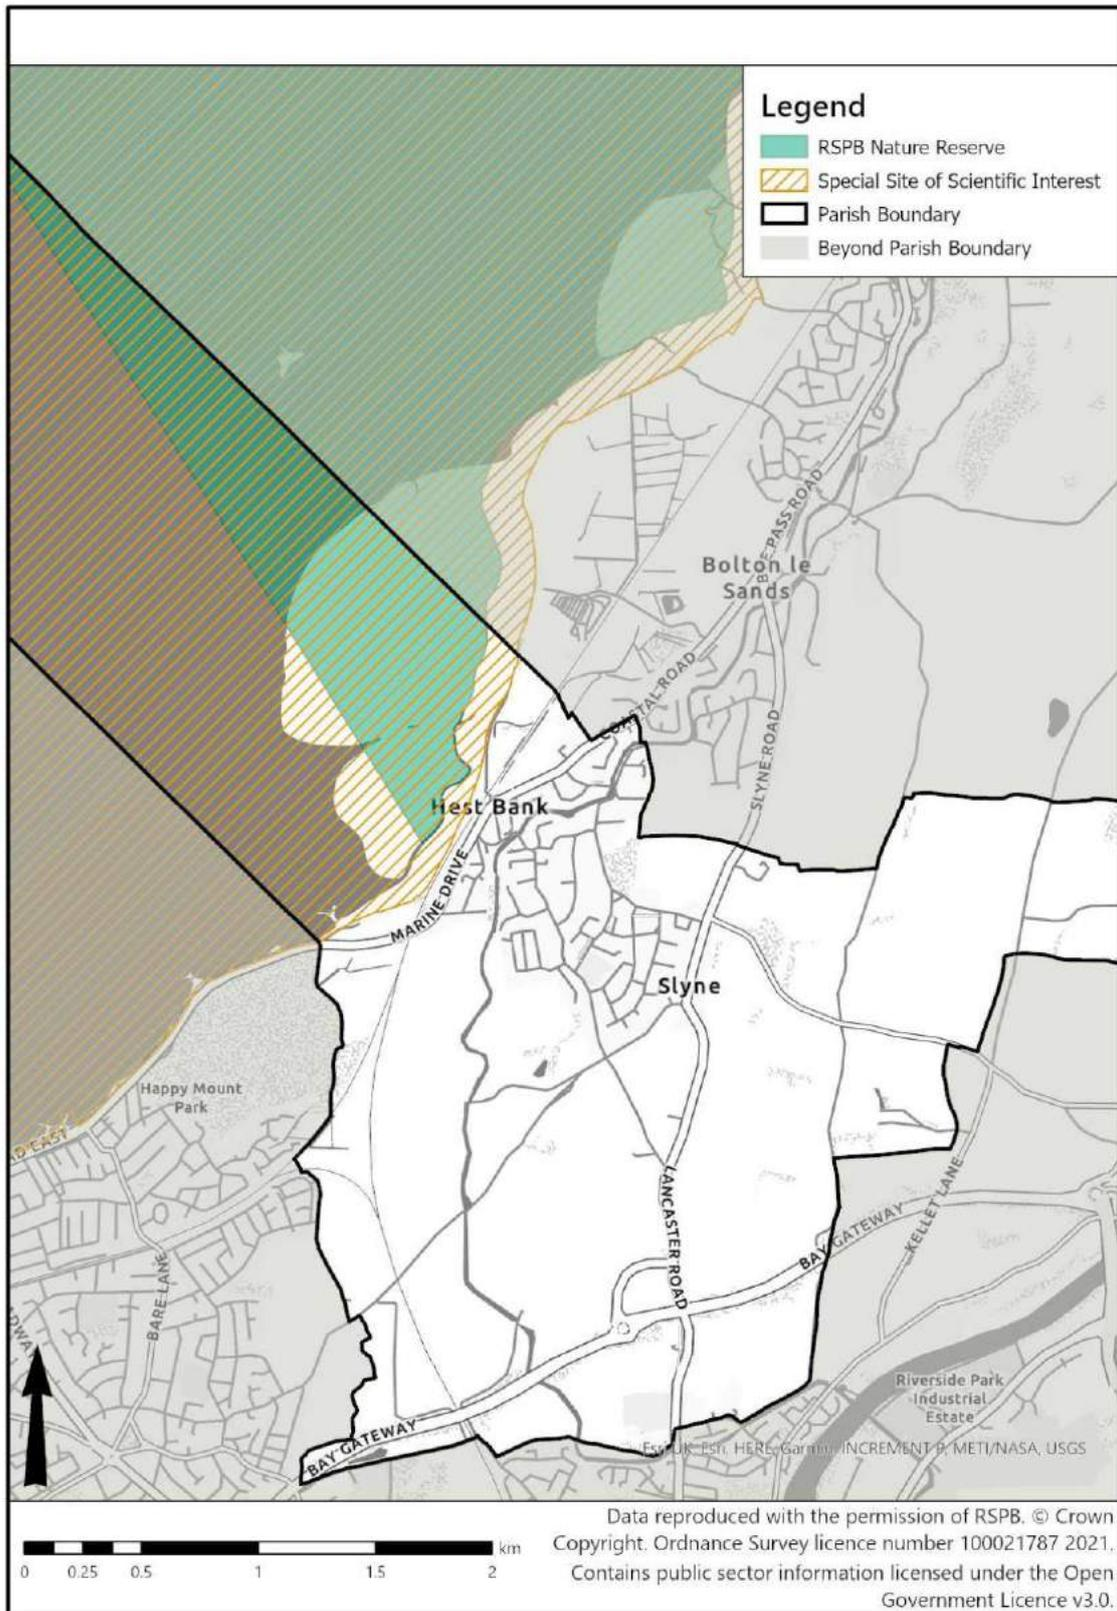 Legend
RSPB Nature Reserve
Special Site of Scientific Interest
Parish Boundary
Beyond Parish Boundary
Bolton le
Sands
PASS ROAD
COASTAL ROAD
SLYNE ROAD
Hest Bank
MARINE DRIVE
Slyne
Happy Mount
Park
AD EAST
BARE LANE
LANCASTER ROAD
BAY GATEWAY
KELLET LANE
Riverside Park
Industrial
Estate
BAY GATEWAY
Esri UK, Esri, HERE, Garmin, INCREMENT P, METI/NASA, USGS
km
0 0.25 0.5 1 1.5 2
Data reproduced with the permission of RSPB. © Crown
Copyright. Ordnance Survey licence number 100021787 2021.
Contains public sector information licensed under the Open
Government Licence v3.0.